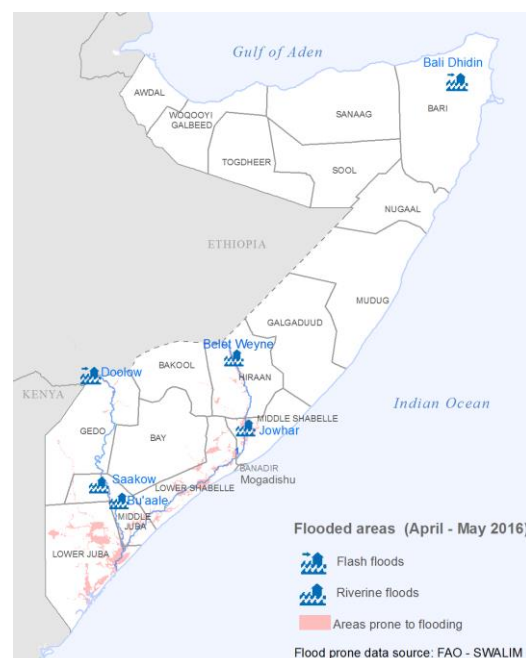 Gulf of Aden
Bali Dhidin
AWDAL
WOQOOYI
GALBEED
SANAAG
BARI
TOGDHEER
SOOL
NUGAAL
ETHIOPIA
MUDUG
GALGADUUD
Belet Weyne
BAKOOL
HIRAAN
Doolow
KENYA
Indian Ocean
GEDO
BAY
MIDDLE SHABELLE
Jowhar
BANADIR
Mogadishu
Saakow
LOWER SHABELLE
Bu'aale
MIDDLE
JUBA
LOWER JUBA
Flooded areas (April - May 2016)
Flash floods
Riverine floods
Areas prone to flooding
Flood prone data source: FAO - SWALIM